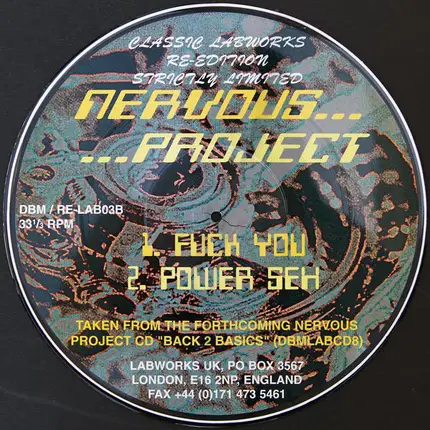 CLASSIC LABWORKS
RE-EDITION
STRICTLY LIMITED
NERVOUS...
...PROJECT
DBM / RE-LAB03B
33⅓ RPM
1. FUCK YOU
2. POWER SEX
TAKEN FROM THE FORTHCOMING NERVOUS
PROJECT CD "BACK 2 BASICS" (DBMLABCD8)
LABWORKS UK, PO BOX 3567
LONDON, E16 2NP, ENGLAND
FAX +44 (0)171 473 5461